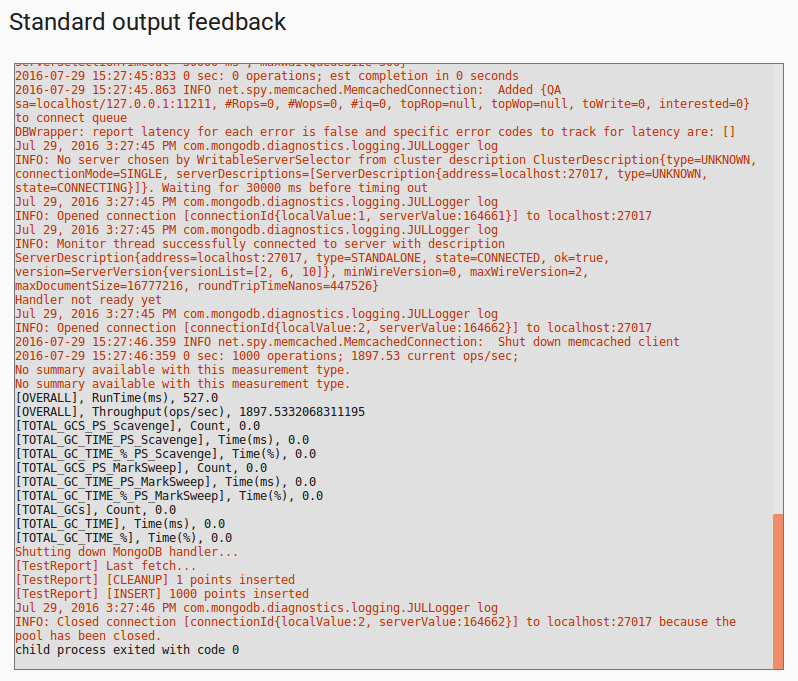 Standard output feedback
serverSelectionTimeout='30000 ms', maxWaitQueueSize=500}
2016-07-29 15:27:45:833 0 sec: 0 operations; est completion in 0 seconds
2016-07-29 15:27:45.863 INFO net.spy.memcached.MemcachedConnection:  Added {QA
sa=localhost/127.0.0.1:11211, #Rops=0, #Wops=0, #iq=0, topRop=null, topWop=null, toWrite=0, interested=0}
to connect queue
DBWrapper: report latency for each error is false and specific error codes to track for latency are: []
Jul 29, 2016 3:27:45 PM com.mongodb.diagnostics.logging.JULLogger log
INFO: No server chosen by WritableServerSelector from cluster description ClusterDescription{type=UNKNOWN,
connectionMode=SINGLE, serverDescriptions=[ServerDescription{address=localhost:27017, type=UNKNOWN,
state=CONNECTING}]}. Waiting for 30000 ms before timing out
Jul 29, 2016 3:27:45 PM com.mongodb.diagnostics.logging.JULLogger log
INFO: Opened connection [connectionId{localValue:1, serverValue:164661}] to localhost:27017
Jul 29, 2016 3:27:45 PM com.mongodb.diagnostics.logging.JULLogger log
INFO: Monitor thread successfully connected to server with description
ServerDescription{address=localhost:27017, type=STANDALONE, state=CONNECTED, ok=true,
version=ServerVersion{versionList=[2, 6, 10]}, minWireVersion=0, maxWireVersion=2,
maxDocumentSize=16777216, roundTripTimeNanos=447526}
Handler not ready yet
Jul 29, 2016 3:27:45 PM com.mongodb.diagnostics.logging.JULLogger log
INFO: Opened connection [connectionId{localValue:2, serverValue:164662}] to localhost:27017
2016-07-29 15:27:46.359 INFO net.spy.memcached.MemcachedConnection:  Shut down memcached client
2016-07-29 15:27:46:359 0 sec: 1000 operations; 1897.53 current ops/sec;
No summary available with this measurement type.
No summary available with this measurement type.
[OVERALL], RunTime(ms), 527.0
[OVERALL], Throughput(ops/sec), 1897.5332068311195
[TOTAL_GCS_PS_Scavenge], Count, 0.0
[TOTAL_GC_TIME_PS_Scavenge], Time(ms), 0.0
[TOTAL_GC_TIME_%_PS_Scavenge], Time(%), 0.0
[TOTAL_GCS_PS_MarkSweep], Count, 0.0
[TOTAL_GC_TIME_PS_MarkSweep], Time(ms), 0.0
[TOTAL_GC_TIME_%_PS_MarkSweep], Time(%), 0.0
[TOTAL_GCs], Count, 0.0
[TOTAL_GC_TIME], Time(ms), 0.0
[TOTAL_GC_TIME_%], Time(%), 0.0
Shutting down MongoDB handler...
[TestReport] Last fetch...
[TestReport] [CLEANUP] 1 points inserted
[TestReport] [INSERT] 1000 points inserted
Jul 29, 2016 3:27:46 PM com.mongodb.diagnostics.logging.JULLogger log
INFO: Closed connection [connectionId{localValue:2, serverValue:164662}] to localhost:27017 because the
pool has been closed.
child process exited with code 0